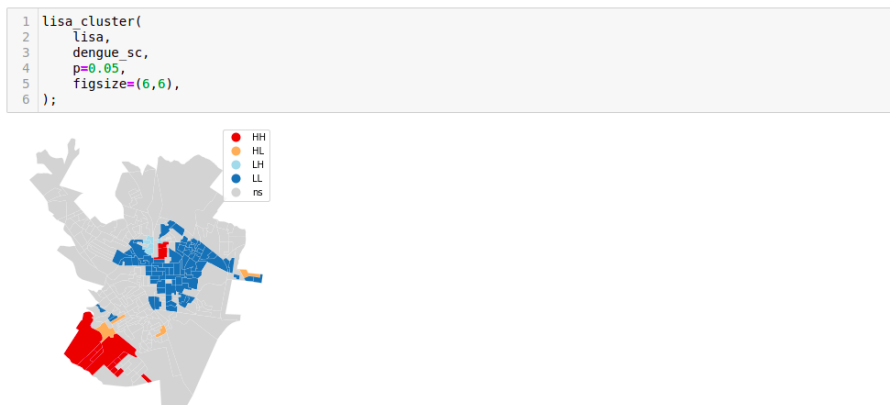 1 lisa_cluster(
2     lisa,
3     dengue_sc,
4     p=0.05,
5     figsize=(6,6),
6 );
HH
HL
LH
LL
ns